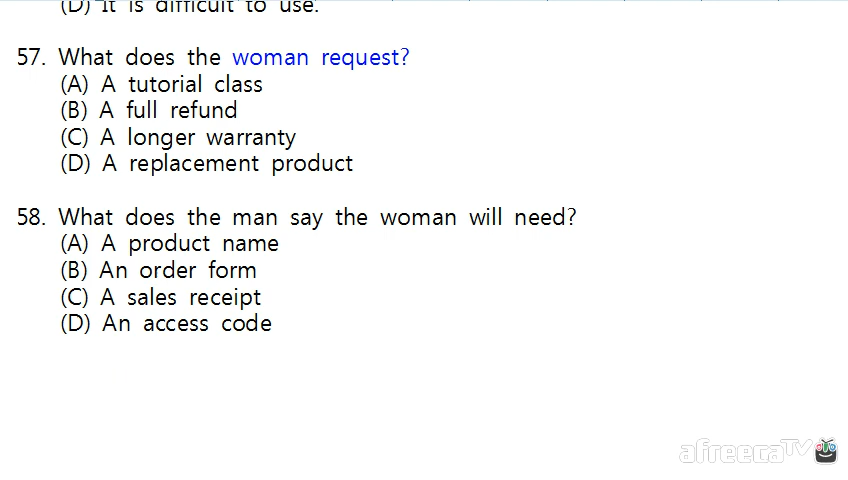 (D) It is difficult to use.
57. What does the woman request?
(A) A tutorial class
(B) A full refund
(C) A longer warranty
(D) A replacement product
58. What does the man say the woman will need?
(A) A product name
(B) An order form
(C) A sales receipt
(D) An access code
afreecaTV